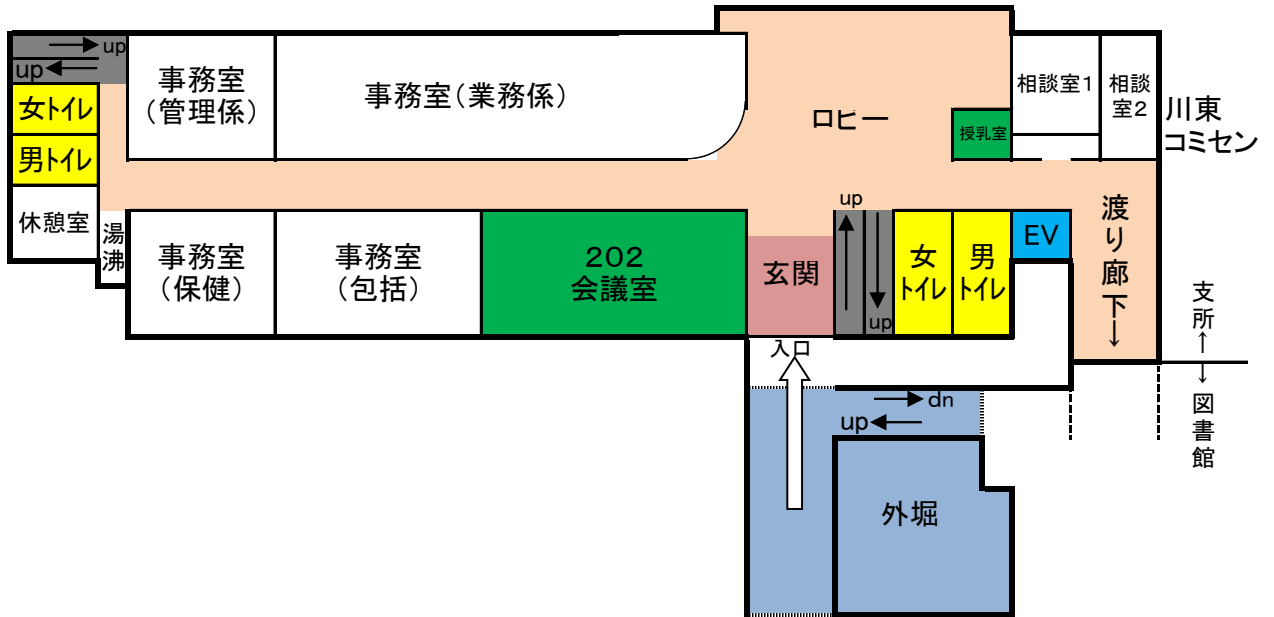 up
up
女トイレ
男トイレ
休憩室
湯
沸
事務室
(管理係)
事務室(業務係)
ロビー
授乳室
相談室1
相談
室2
川東
コミセン
事務室
(保健)
事務室
(包括)
202
会議室
玄関
up
up
女
トイレ
男
トイレ
EV
渡り廊下→
入口
dn
up
外堀
支所→
←図書館